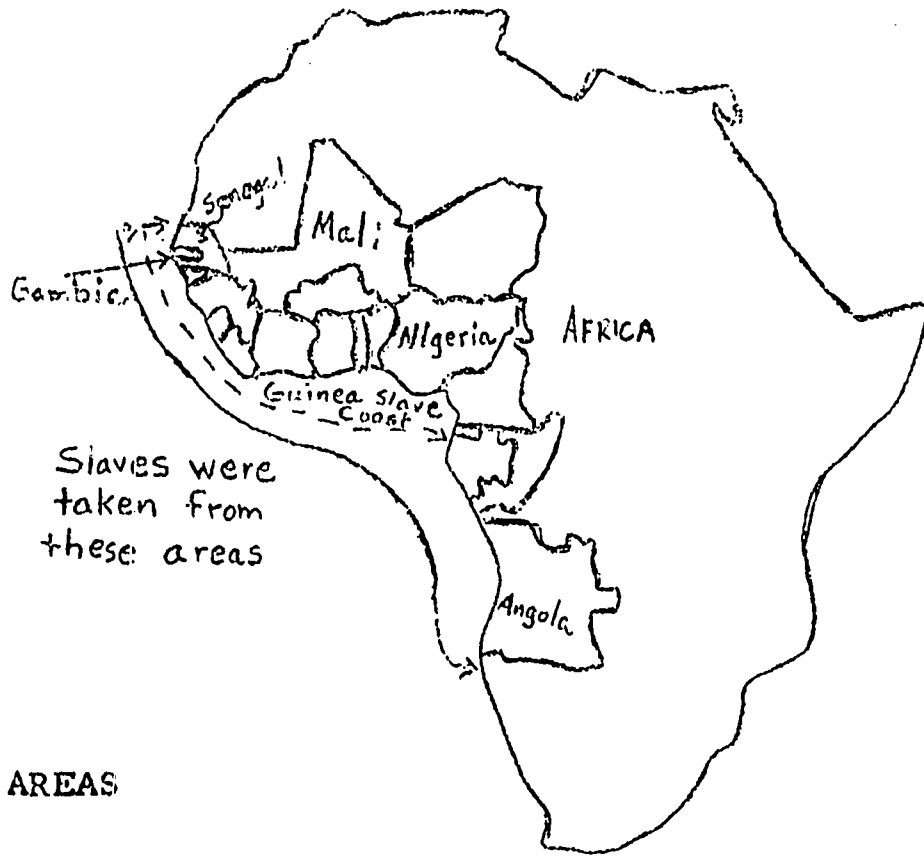 Senegal
Mali
Gambia
Nigeria
AFRICA
Guinea slave
Coast
Slaves were
taken from
these areas
Angola
AREAS